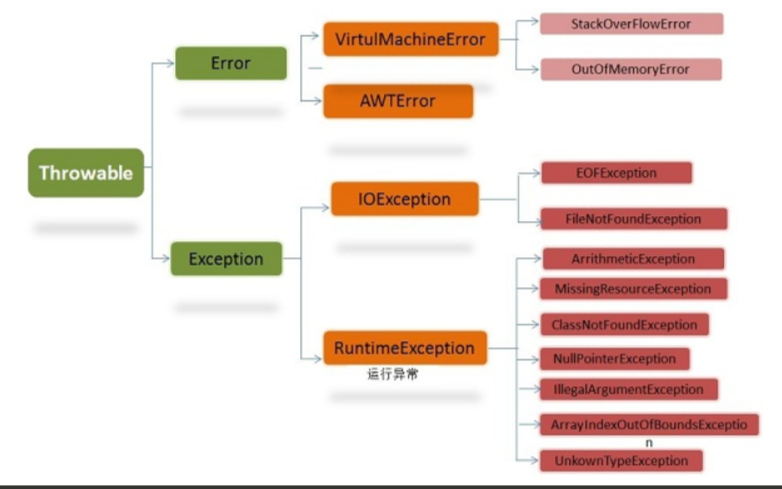 Throwable
Error
Exception
VirtulMachineError
AWTError
IOException
RuntimeException
运行异常
StackOverFlowError
OutOfMemoryError
EOFException
FileNotFoundException
ArrithmeticException
MissingResourceException
ClassNotFoundException
NullPointerException
IllegalArgumentException
ArrayIndexOutOfBoundsExceptio
n
UnkownTypeException